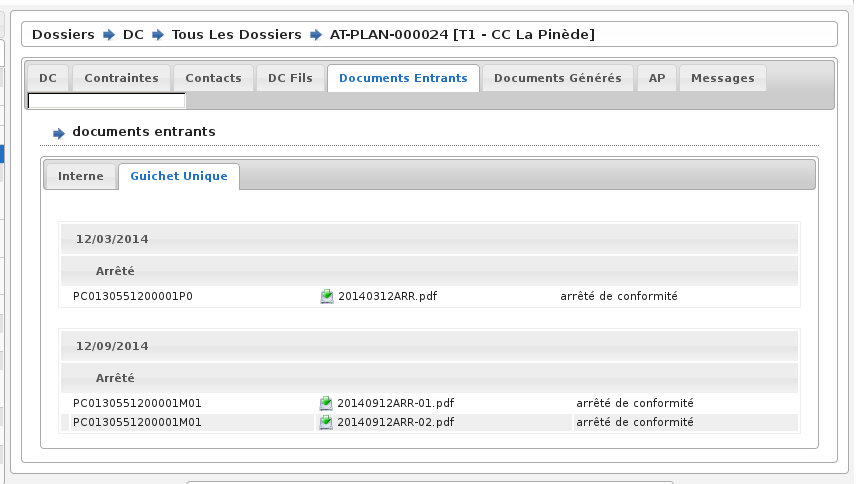 Dossiers DC Tous Les Dossiers AT-PLAN-000024 [T1 - CC La Pinède]
DC Contraintes Contacts DC Fils Documents Entrants Documents Générés AP Messages
documents entrants
Interne Guichet Unique
12/03/2014
Arrêté
PC0130551200001P0 20140312ARR.pdf arrêté de conformité
12/09/2014
Arrêté
PC0130551200001M01 20140912ARR-01.pdf arrêté de conformité
PC0130551200001M01 20140912ARR-02.pdf arrêté de conformité